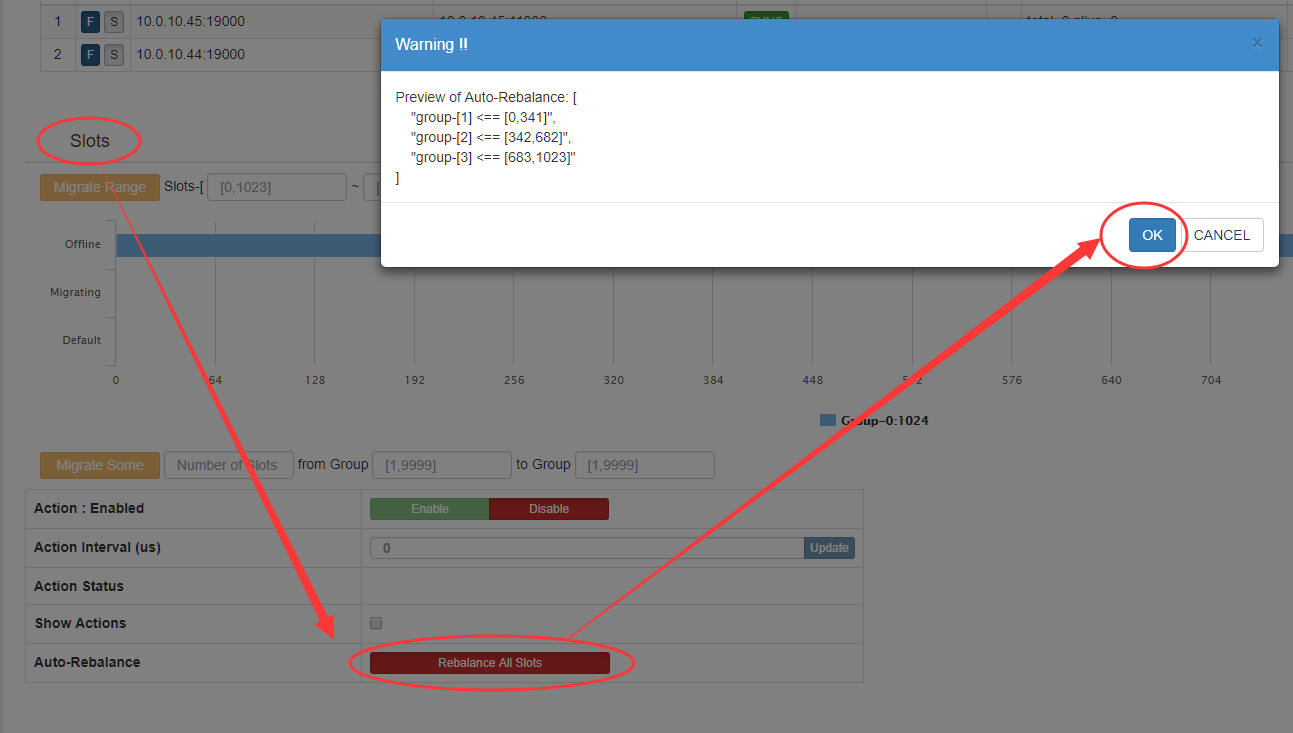 1 F S 10.0.10.45:19000
2 F S 10.0.10.44:19000
Warning !! ×
Preview of Auto-Rebalance: [
"group-[1] <== [0,341]",
"group-[2] <== [342,682]",
"group-[3] <== [683,1023]"
]
OK CANCEL
Slots
Migrate Range Slots-[ [0,1023] ~ [
Offline
Migrating
Default
0 64 128 192 256 320 384 448 512 576 640 704
Group-0:1024
Migrate Some Number of Slots from Group [1,9999] to Group [1,9999]
Action : Enabled Enable Disable
Action Interval (us) 0 Update
Action Status
Show Actions
Auto-Rebalance Rebalance All Slots